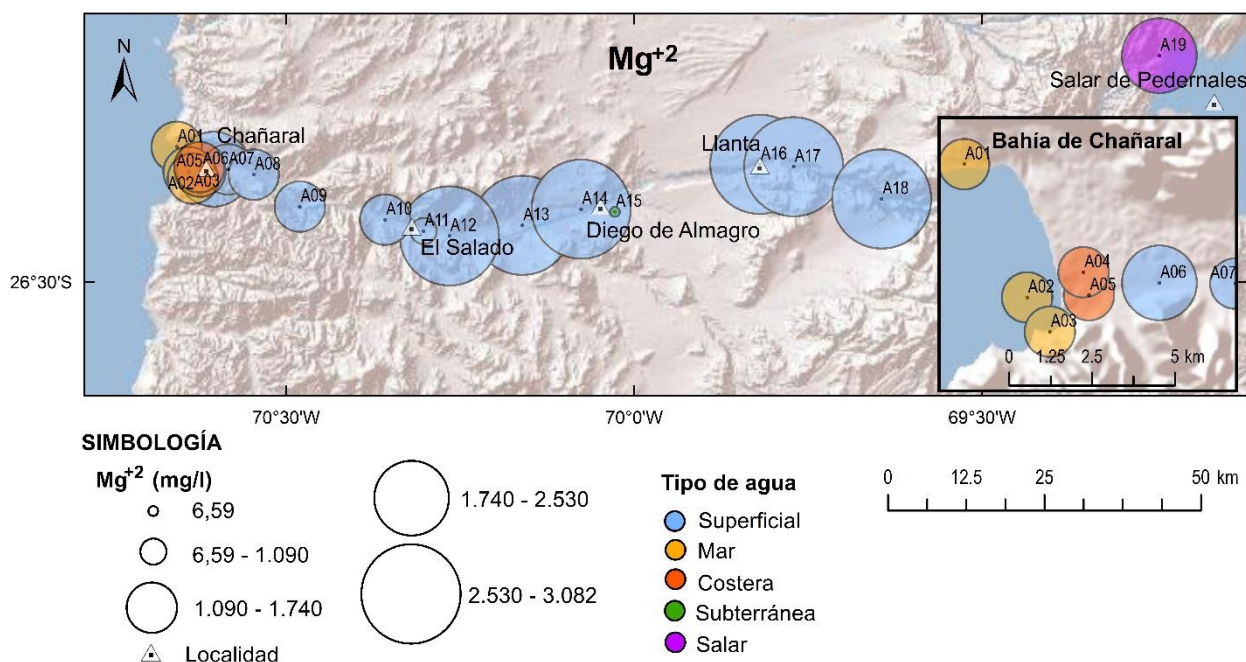 N
Mg+2
A19
Salar de Pedernales
A01
Chañaral
A05
A06
A07
A08
A02
A03
A09
A10
A11
A12
El Salado
A13
A14
A15
Diego de Almagro
Llanta
A16
A17
A18
Bahía de Chañaral
A01
A04
A02
A05
A06
A07
A03
0 1.25 2.5 5 km
26°30'S
70°30'W 70°0'W 69°30'W
SIMBOLOGÍA
Mg+2 (mg/l)
6,59
6,59 - 1.090
1.090 - 1.740
Localidad
1.740 - 2.530
2.530 - 3.082
Tipo de agua
Superficial
Mar
Costera
Subterránea
Salar
0 12.5 25 50 km